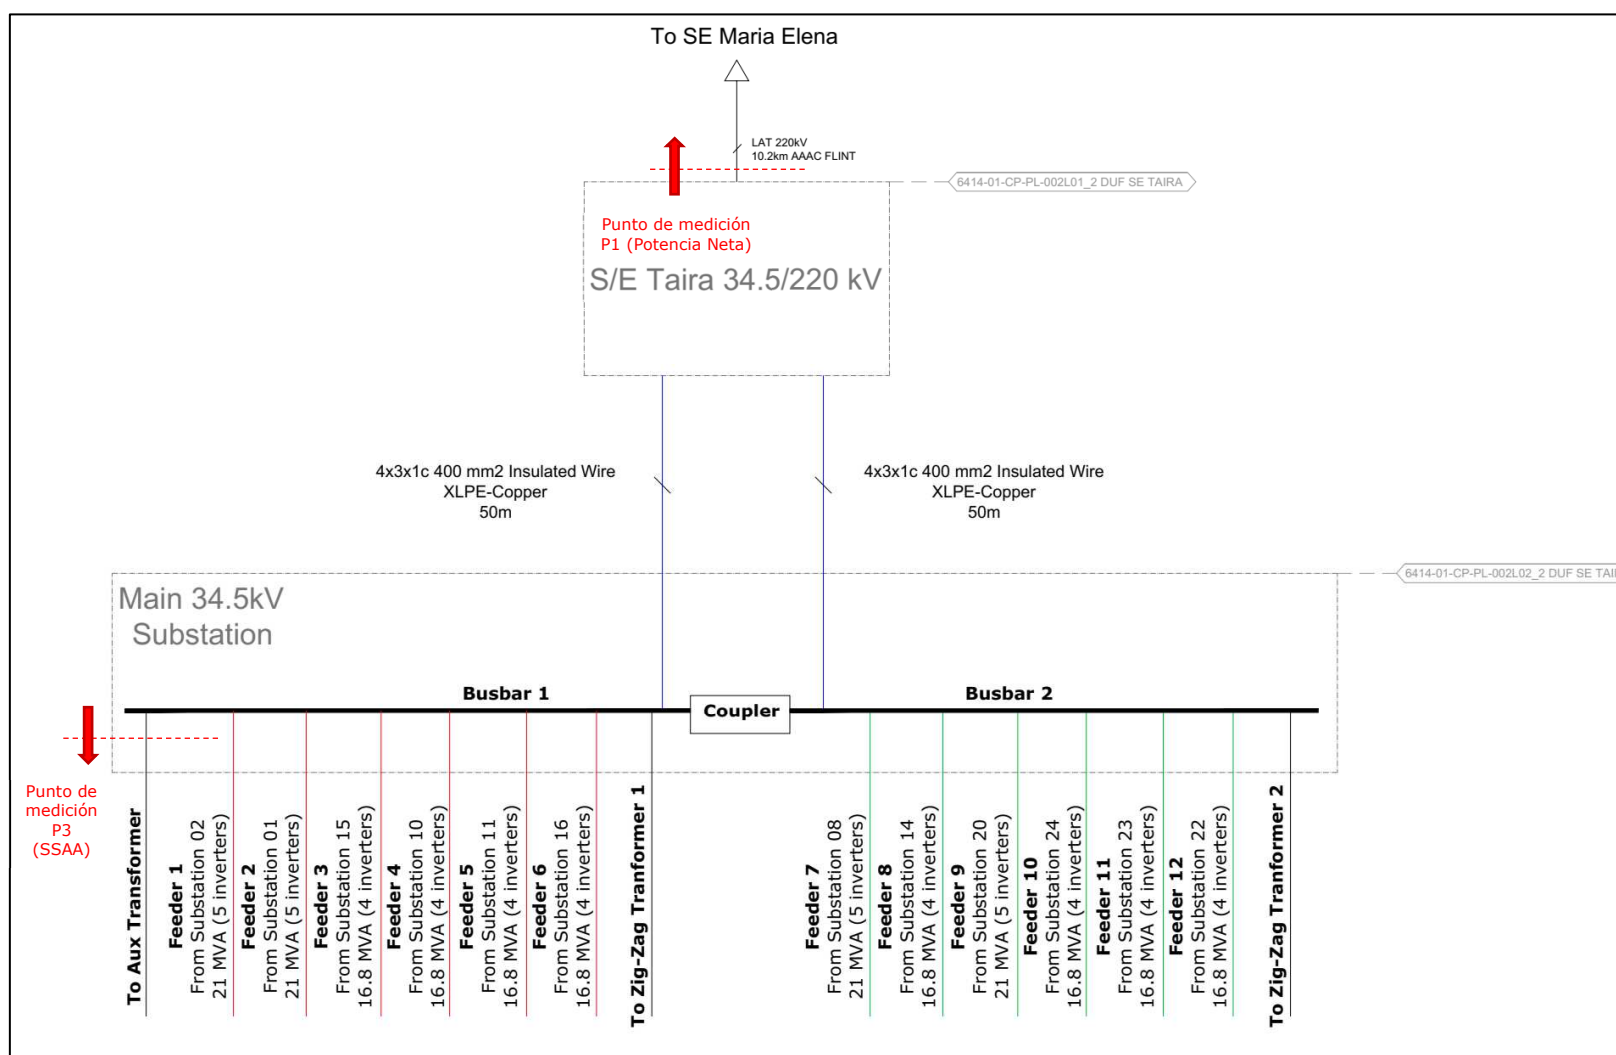 To SE Maria Elena
LAT 220kV
10.2km AAAC FLINT
6414-01-CP-PL-002L01_2 DUF SE TAIRA
Punto de medición
P1 (Potencia Neta)
S/E Taira 34.5/220 kV
4x3x1c 400 mm2 Insulated Wire
XLPE-Copper
50m
4x3x1c 400 mm2 Insulated Wire
XLPE-Copper
50m
6414-01-CP-PL-002L02_2 DUF SE TAI
Main 34.5kV
Substation
Busbar 1
Coupler
Busbar 2
Punto de
medición
P3
(SSAA)
To Aux Transformer
Feeder 1
From Substation 02
21 MVA (5 inverters)
Feeder 2
From Substation 01
21 MVA (5 inverters)
Feeder 3
From Substation 15
16.8 MVA (4 inverters)
Feeder 4
From Substation 10
16.8 MVA (4 inverters)
Feeder 5
From Substation 11
16.8 MVA (4 inverters)
Feeder 6
From Substation 16
16.8 MVA (4 inverters)
To Zig-Zag Tranformer 1
Feeder 7
From Substation 08
21 MVA (5 inverters)
Feeder 8
From Substation 14
16.8 MVA (4 inverters)
Feeder 9
From Substation 20
21 MVA (5 inverters)
Feeder 10
From Substation 24
16.8 MVA (4 inverters)
Feeder 11
From Substation 23
16.8 MVA (4 inverters)
Feeder 12
From Substation 22
16.8 MVA (4 inverters)
To Zig-Zag Tranformer 2